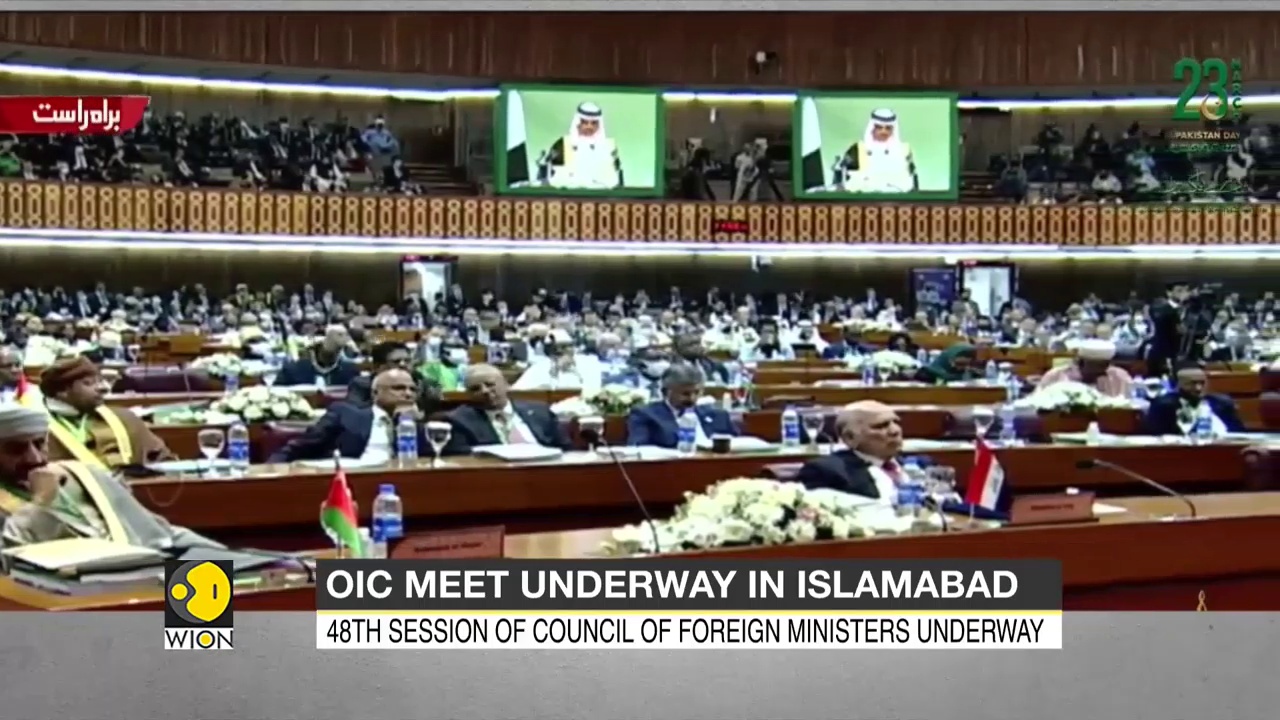 براہ راست
23
MARCH
PAKISTAN DAY
OIC MEET UNDERWAY IN ISLAMABAD
48TH SESSION OF COUNCIL OF FOREIGN MINISTERS UNDERWAY
WION